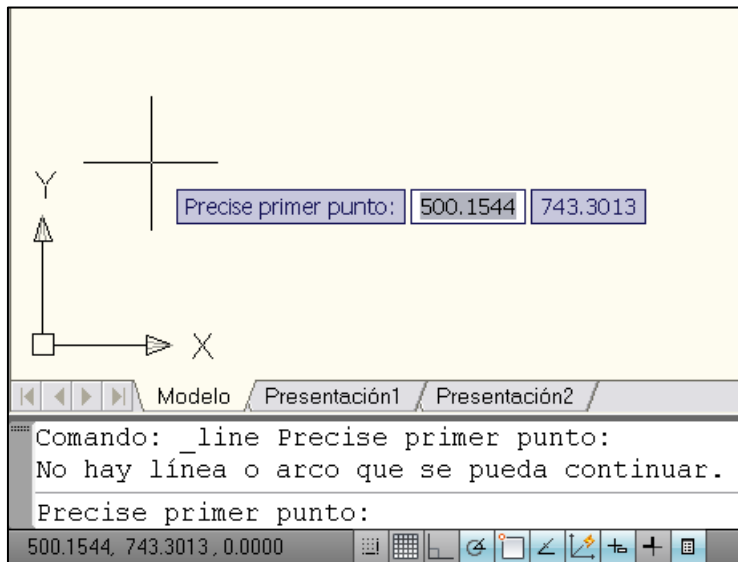 Y
Precise primer punto: 500.1544 743.3013
X
Modelo Presentación1 Presentación2
Comando: _line Precise primer punto:
No hay línea o arco que se pueda continuar.
Precise primer punto:
500.1544, 743.3013, 0.0000